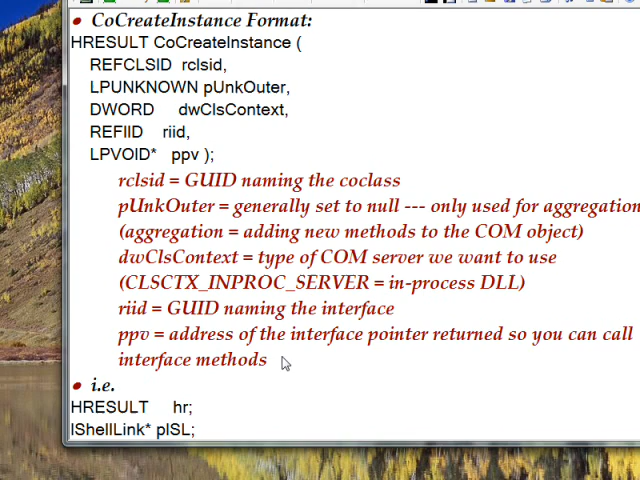 • CoCreateInstance Format:
HRESULT CoCreateInstance (
REFCLSID rclsid,
LPUNKNOWN pUnkOuter,
DWORD dwClsContext,
REFIID riid,
LPVOID* ppv );
rclsid = GUID naming the coclass
pUnkOuter = generally set to null --- only used for aggregation
(aggregation = adding new methods to the COM object)
dwClsContext = type of COM server we want to use
(CLSCTX_INPROC_SERVER = in-process DLL)
riid = GUID naming the interface
ppv = address of the interface pointer returned so you can call
interface methods
• i.e.
HRESULT hr;
IShellLink* pISL;